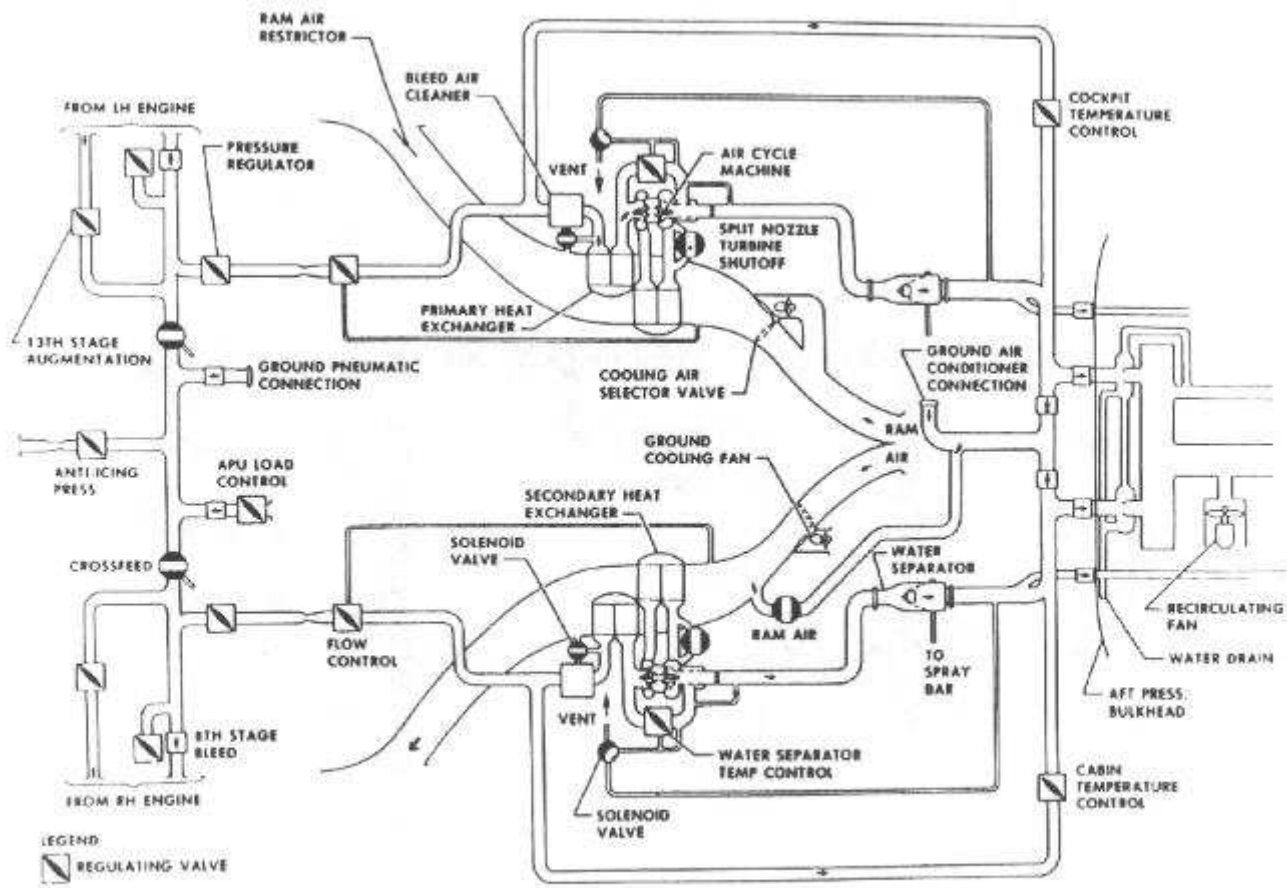 RAM AIR
RESTRICTOR
BLEED AIR
CLEANER
FROM LH ENGINE
PRESSURE
REGULATOR
VENT
AIR CYCLE
MACHINE
COCKPIT
TEMPERATURE
CONTROL
SPLIT NOZZLE
TURBINE
SHUTOFF
PRIMARY HEAT
EXCHANGER
13TH STAGE
AUGMENTATION
GROUND PNEUMATIC
CONNECTION
COOLING AIR
SELECTOR VALVE
GROUND AIR
CONDITIONER
CONNECTION
RAM
AIR
GROUND
COOLING FAN
ANTI-ICING
PRESS
APU LOAD
CONTROL
SECONDARY HEAT
EXCHANGER
SOLENOID
VALVE
WATER
SEPARATOR
CROSSFEED
RAM AIR
RECIRCULATING
FAN
FLOW
CONTROL
TO
SPRAY
BAR
WATER DRAIN
AFT PRESS.
BULKHEAD
VENT
8TH STAGE
BLEED
WATER SEPARATOR
TEMP CONTROL
CABIN
TEMPERATURE
CONTROL
FROM RH ENGINE
SOLENOID
VALVE
LEGEND
REGULATING VALVE